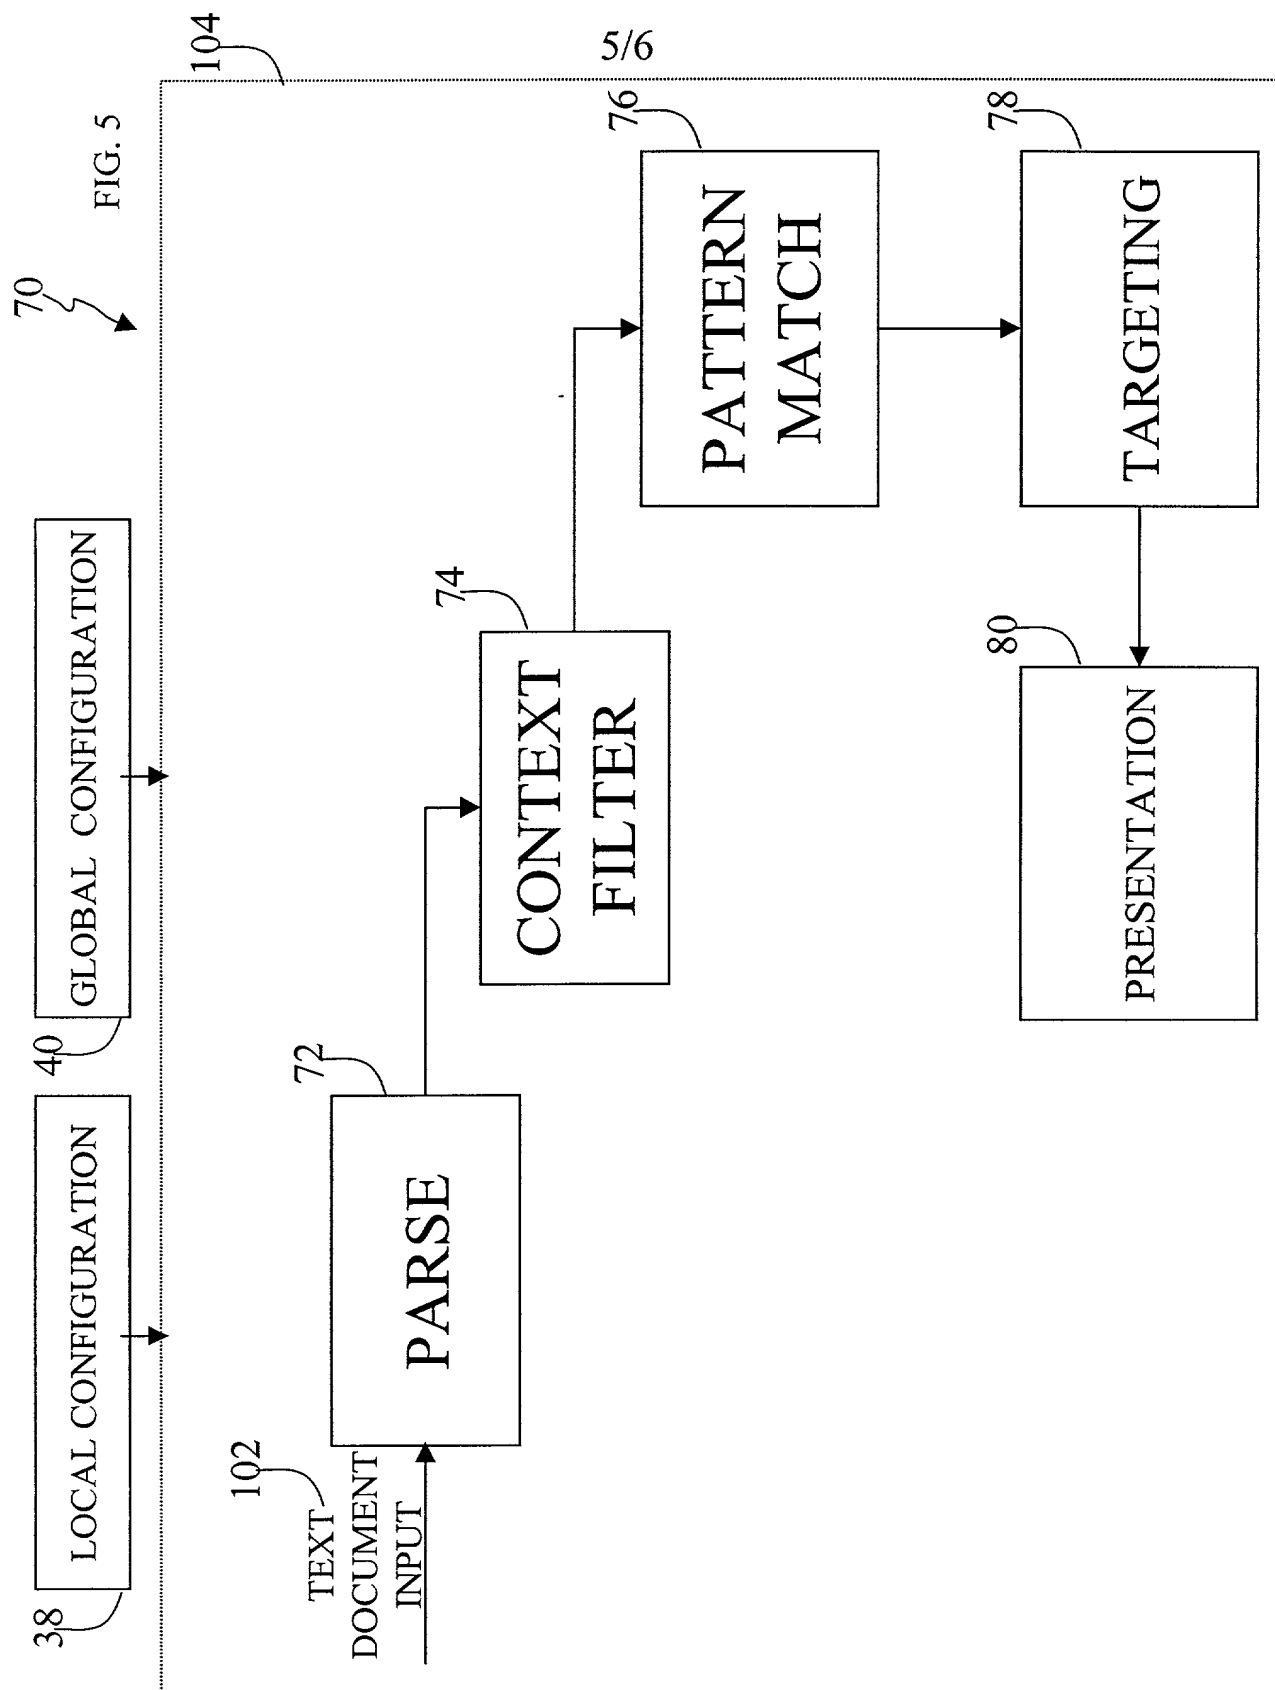 5/6
38
LOCAL CONFIGURATION
40
GLOBAL CONFIGURATION
70
FIG. 5
104
102
TEXT
DOCUMENT
INPUT
72
PARSE
74
CONTEXT
FILTER
76
PATTERN
MATCH
78
TARGETING
80
PRESENTATION